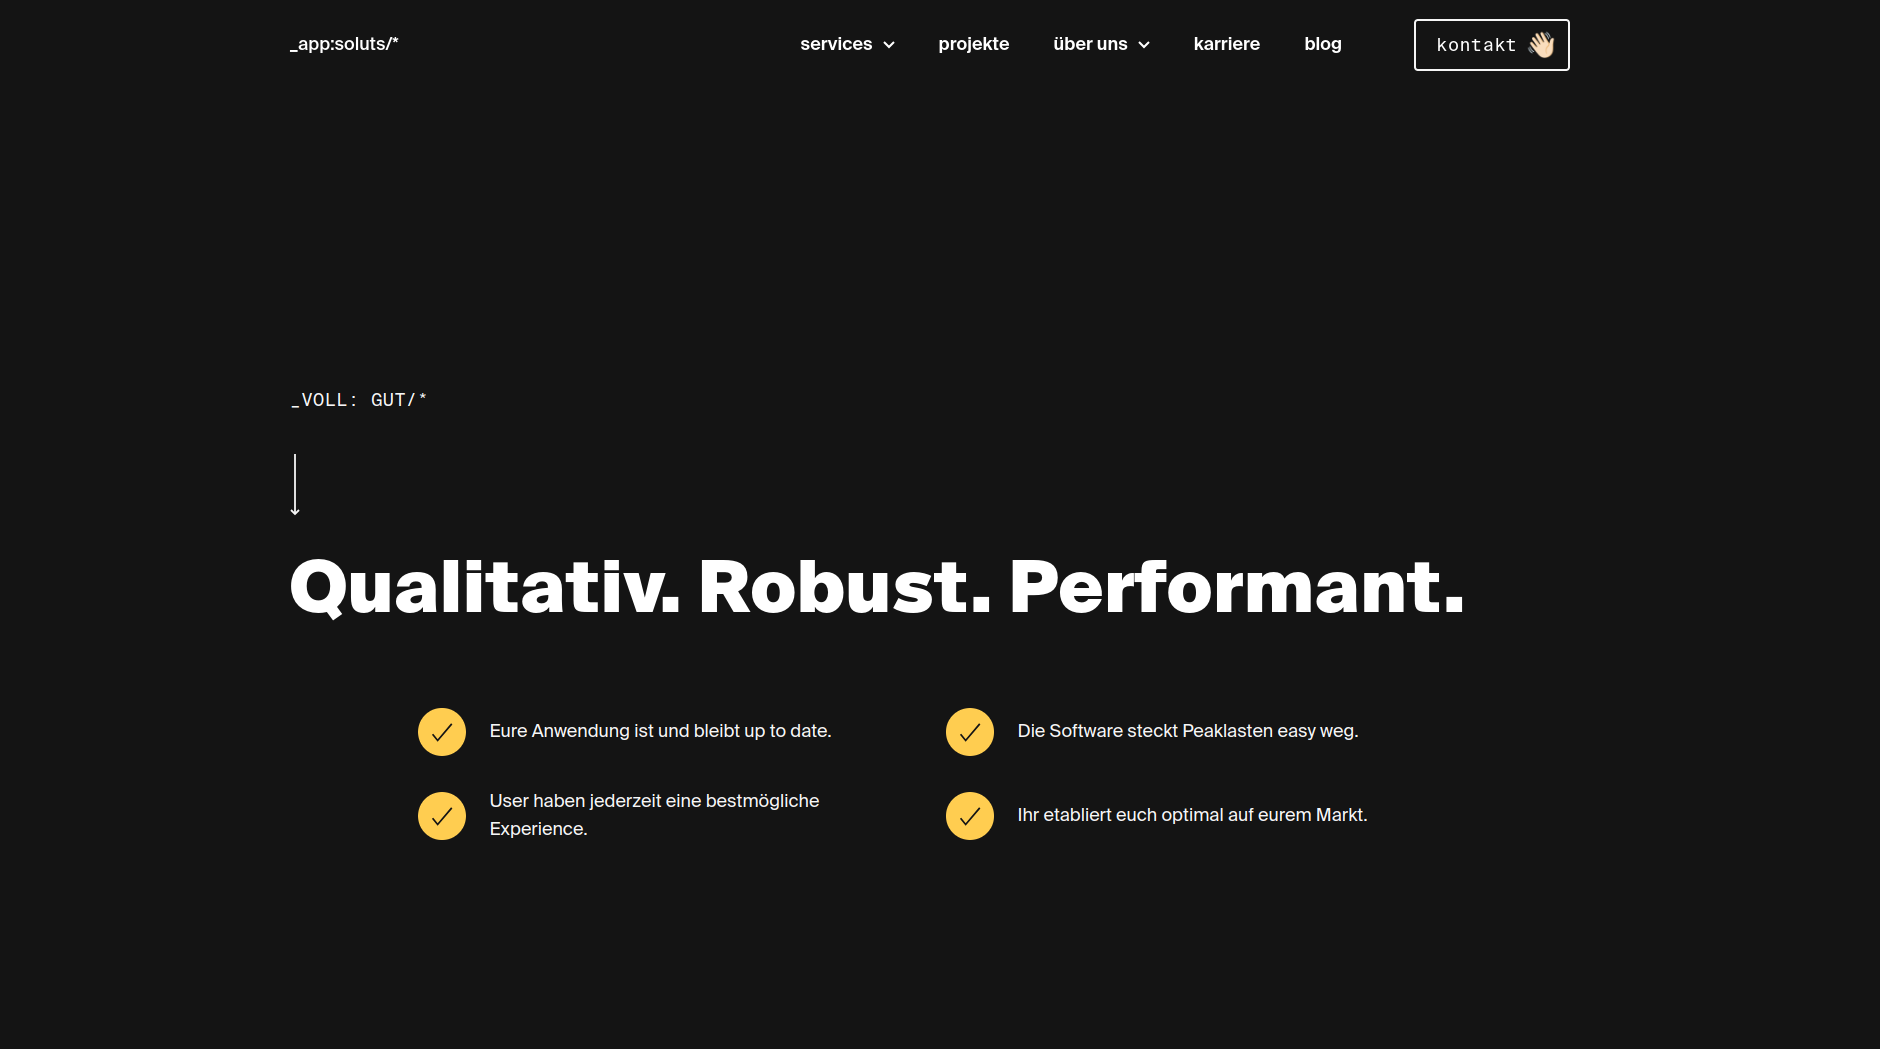 _app:soluts/*
services
projekte
über uns
karriere
blog
kontakt 👋🏻
_VOLL: GUT/*
Qualitativ. Robust. Performant.
Eure Anwendung ist und bleibt up to date.
Die Software steckt Peaklasten easy weg.
User haben jederzeit eine bestmögliche
Experience.
Ihr etabliert euch optimal auf eurem Markt.